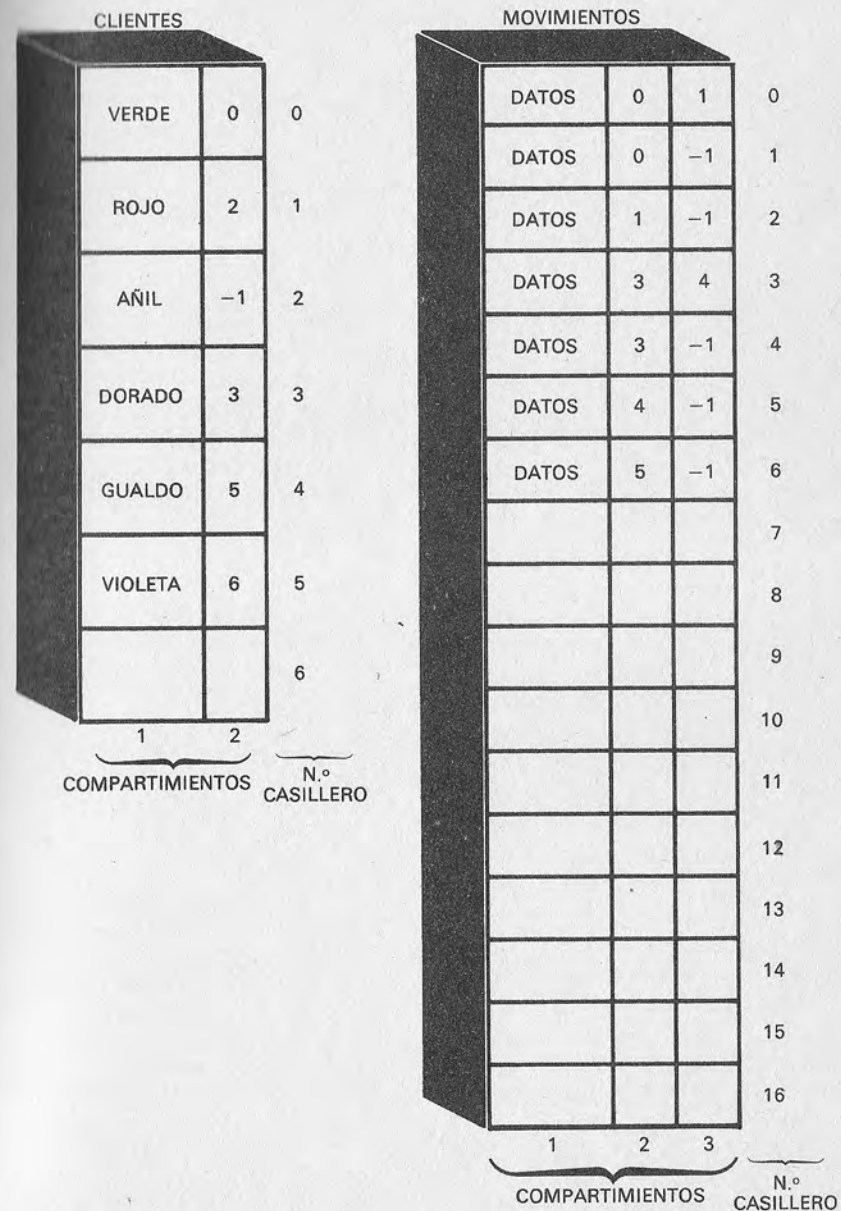 CLIENTES
VERDE 0 0
ROJO 2 1
AÑIL −1 2
DORADO 3 3
GUALDO 5 4
VIOLETA 6 5
6
1 2
COMPARTIMIENTOS N.º
CASILLERO
MOVIMIENTOS
DATOS 0 1 0
DATOS 0 −1 1
DATOS 1 −1 2
DATOS 3 4 3
DATOS 3 −1 4
DATOS 4 −1 5
DATOS 5 −1 6
7
8
9
10
11
12
13
14
15
16
1 2 3
COMPARTIMIENTOS N.º
CASILLERO